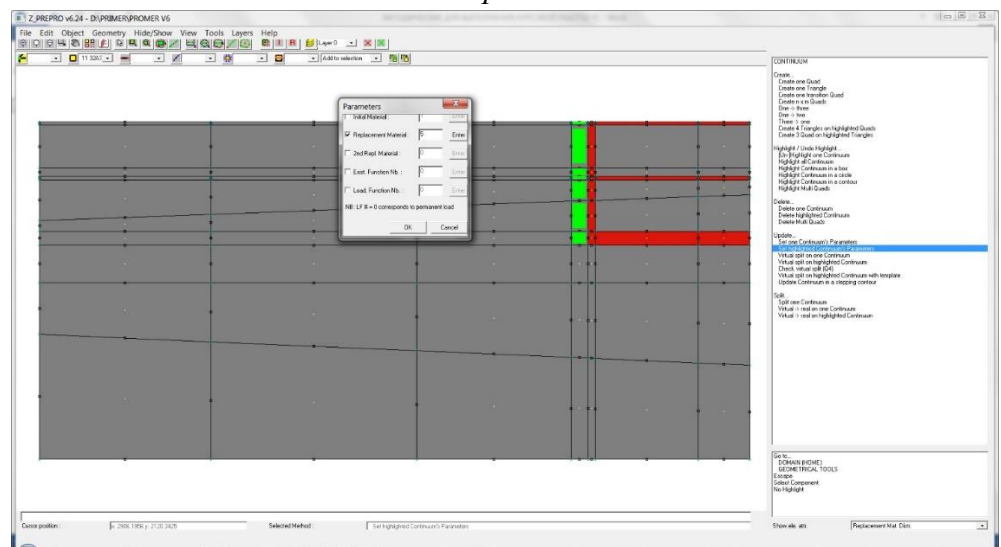 Z_PREPRO v6.24 - D:\PRIMER\PROMER V6
File Edit Object Geometry Hide/Show View Tools Layers Help
Layer 0
Add to selection
CONTINUUM
Create...
Create one Quad
Create one Triangle
Create one transition Quad
Create n x m Quads
One -> three
One -> two
Three -> one
Create 4 Triangles on highlighted Quads
Create 3 Quad on highlighted Triangles
Highlight / Undo Highlight...
[Un-]Highlight one Continuum
Highlight all Continuum
Highlight Continuum in a box
Highlight Continuum in a circle
Highlight Continuum in a contour
Highlight Multi Quads
Delete...
Delete one Continuum
Delete highlighted Continuum
Delete Multi Quads
Update...
Set one Continuum's Parameters
Set highlighted Continuum's Parameters
Virtual split on one Continuum
Virtual split on highlighted Continuum
Check virtual split (Q4)
Virtual split on highlighted Continuum with template
Update Continuum in a stepping contour
Split...
Split one Continuum
Virtual -> real on one Continuum
Virtual -> real on highlighted Continuum
Parameters
Initial Material : 1 Enter
Replacement Material : 6 Enter
2nd Repl. Material : 0 Enter
Exist. Function Nb. : 0 Enter
Load. Function Nb. : 0 Enter
NB: LF # = 0 corresponds to permanent load
OK Cancel
Go to...
DOMAIN (HOME)
GEOMETRICAL TOOLS
Escape
Select Component
No Highlight
Cursor position : Selected Method : Set highlighted Continuum's Parameters Show ele. attr. Replacement Mat. Dim.